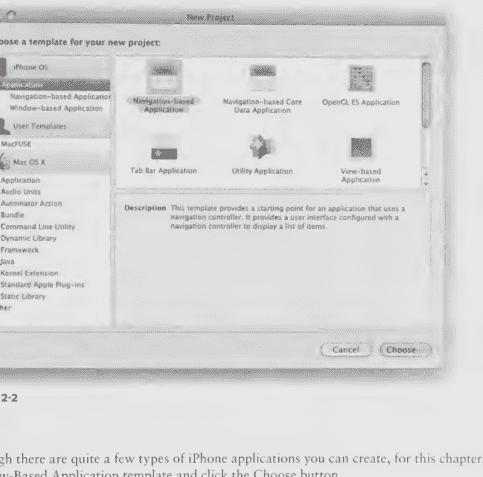 New Project
oose a template for your new project:
iPhone OS
Application
Navigation-based Application
Window-based Application
User Templates
MacFUSE
Mac OS X
Application
Audio Units
Automator Action
Bundle
Command Line Utility
Dynamic Library
Framework
Java
Kernel Extension
Standard Apple Plug-ins
Static Library
her
Navigation-based
Application
Navigation-based Core
Data Application
OpenGL ES Application
Tab Bar Application
Utility Application
View-based
Application
Description This template provides a starting point for an application that uses a
navigation controller. It provides a user interface configured with a
navigation controller to display a list of items.
Cancel
Choose...
2-2
gh there are quite a few types of iPhone applications you can create, for this chapter
w-Based Application template and click the Choose button.